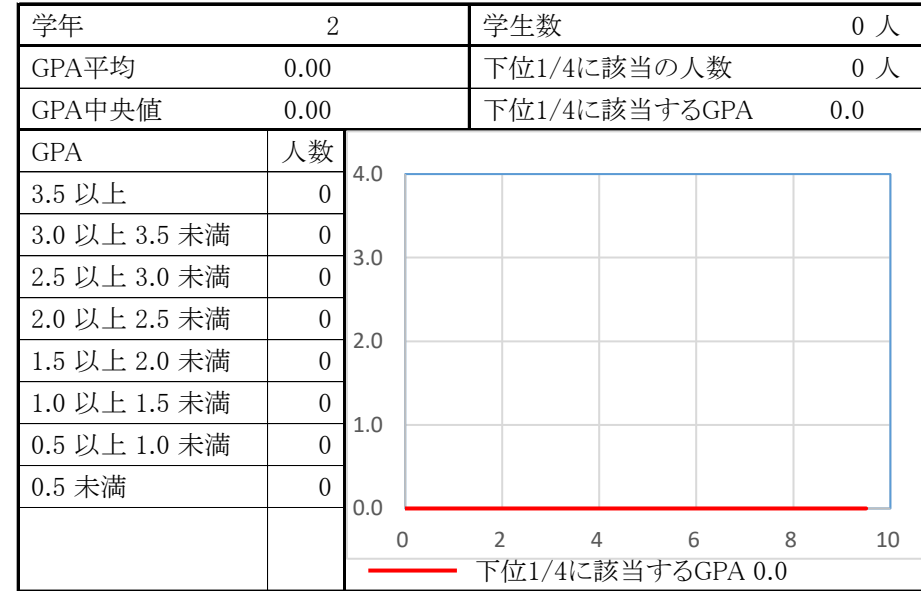 学年 2 学生数 0 人
GPA平均 0.00 下位1/4に該当の人数 0 人
GPA中央値 0.00 下位1/4に該当するGPA 0.0
GPA 人数
3.5 以上 0
3.0 以上 3.5 未満 0
2.5 以上 3.0 未満 0
2.0 以上 2.5 未満 0
1.5 以上 2.0 未満 0
1.0 以上 1.5 未満 0
0.5 以上 1.0 未満 0
0.5 未満 0
4.0
3.0
2.0
1.0
0.0
0 2 4 6 8 10
下位1/4に該当するGPA 0.0